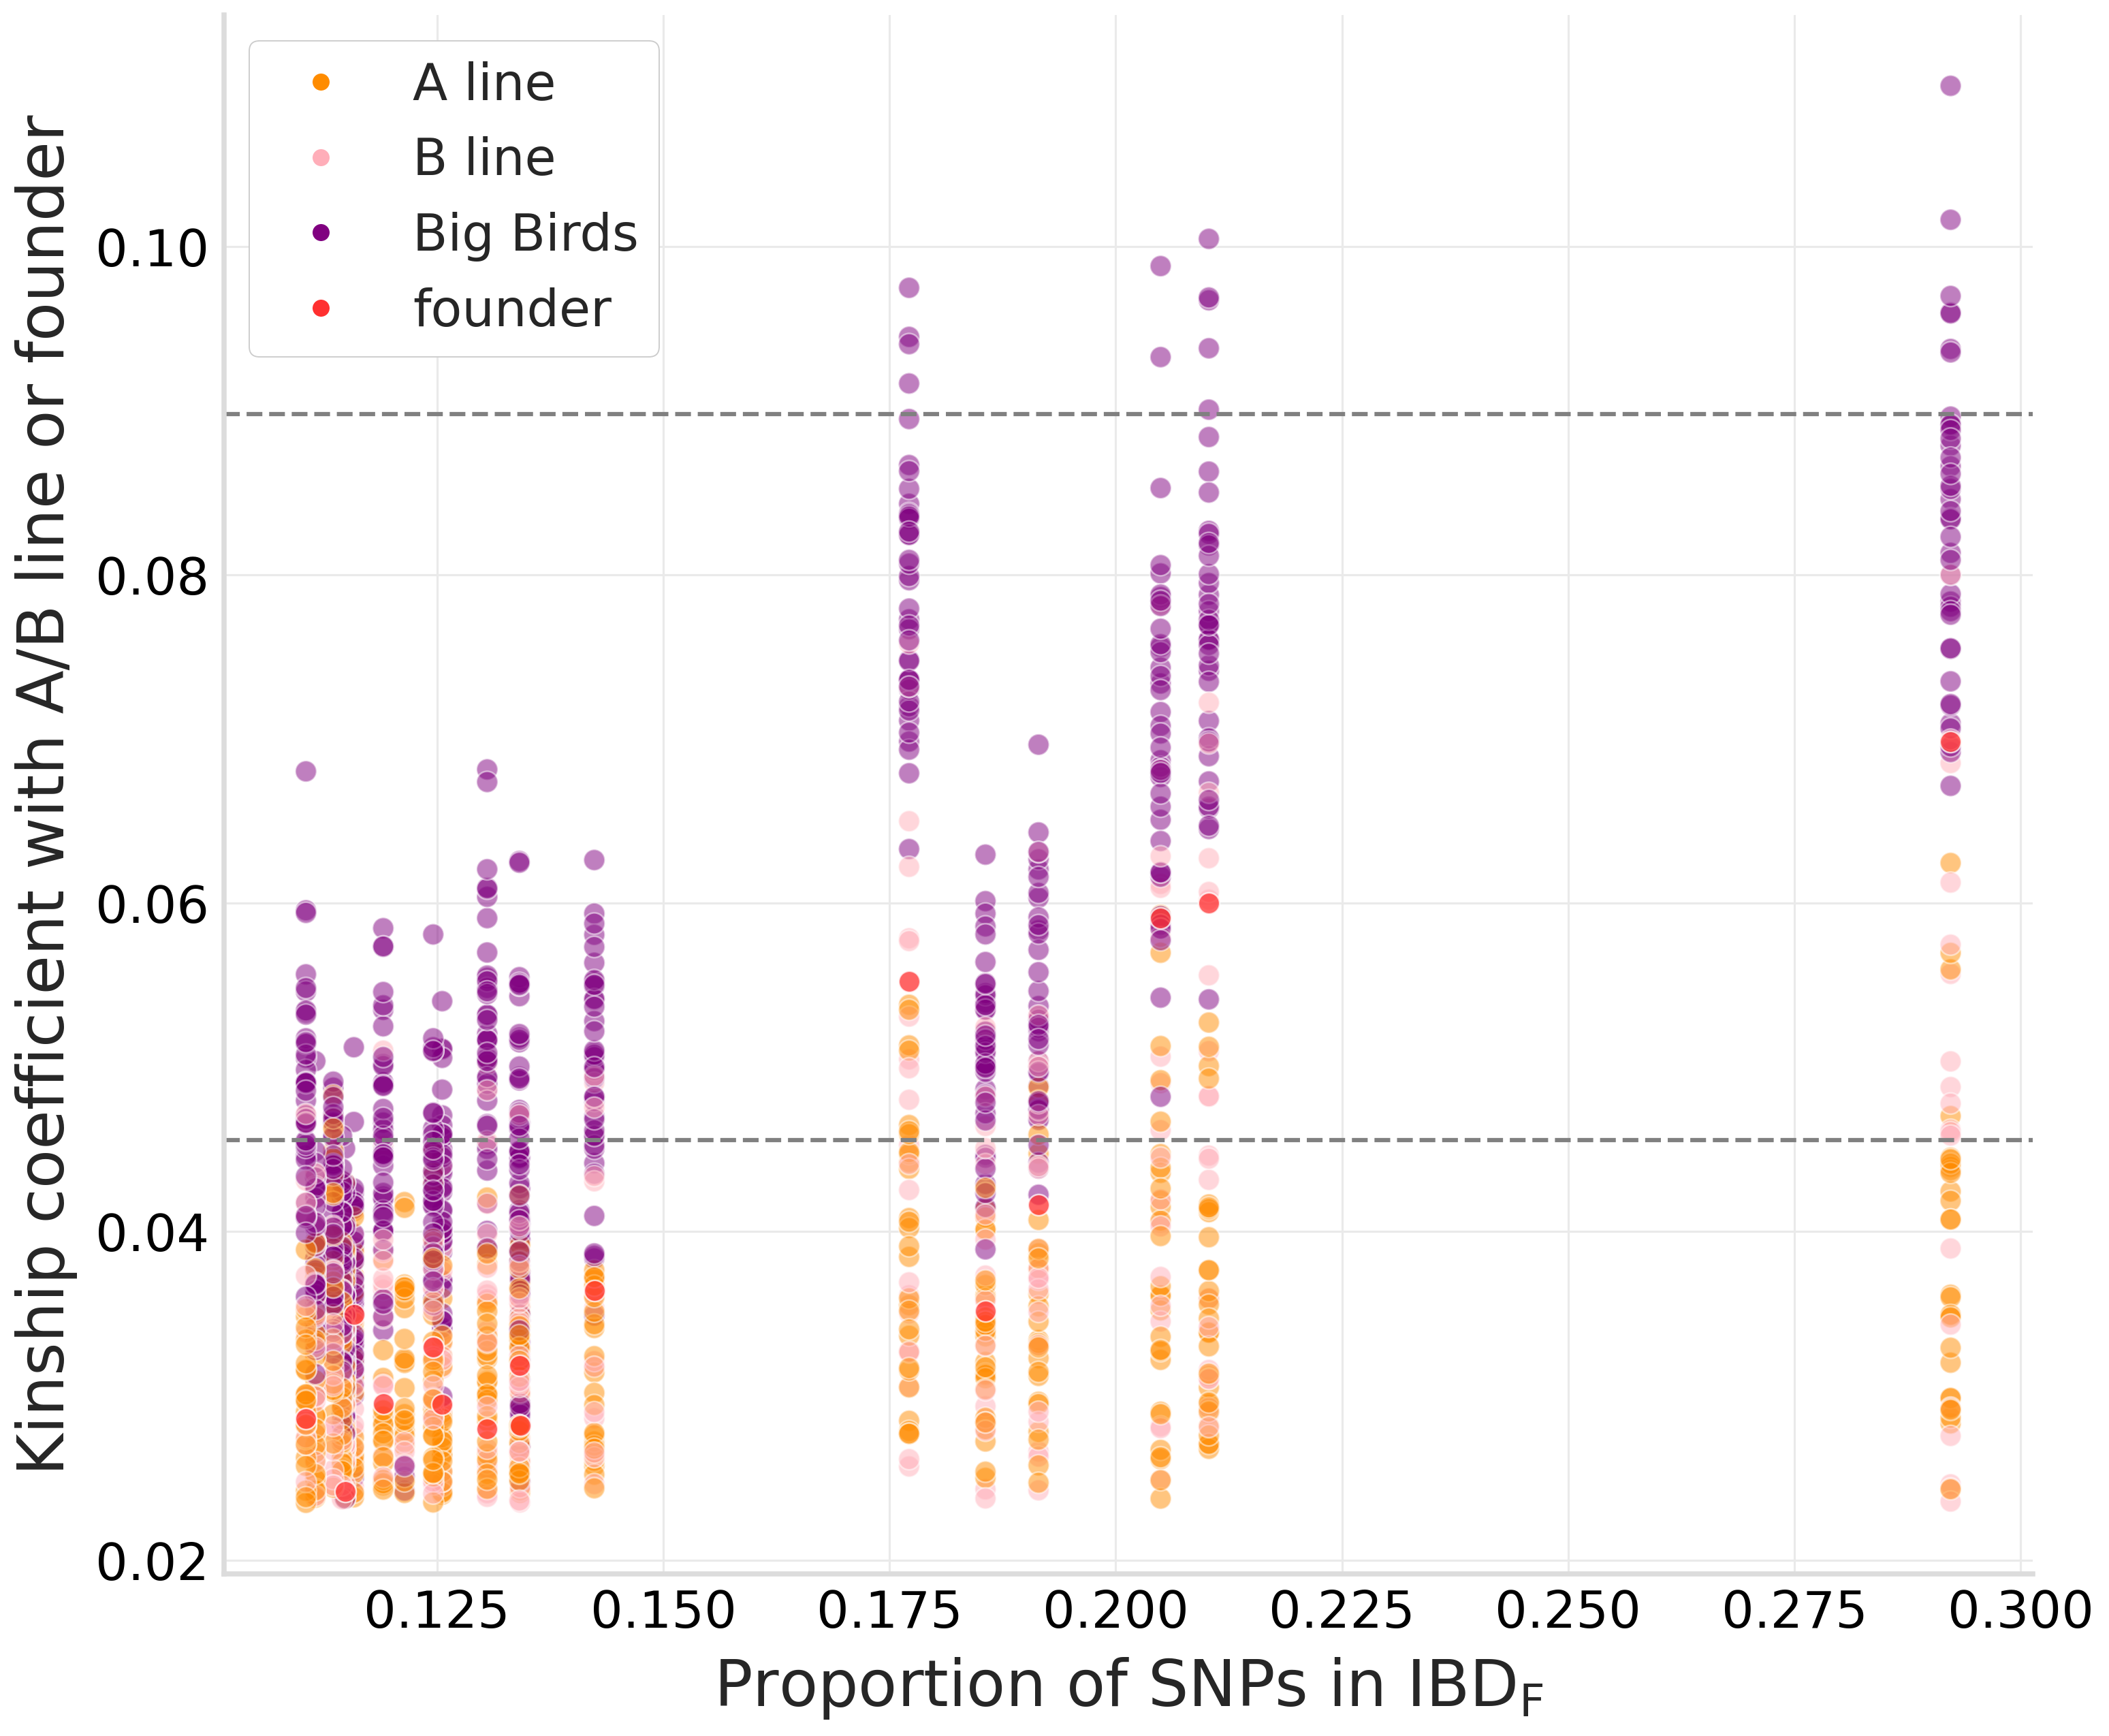 A line
B line
Big Birds
founder
Kinship coefficient with A/B line or founder
0.10
0.08
0.06
0.04
0.02
0.125 0.150 0.175 0.200 0.225 0.250 0.275 0.300
Proportion of SNPs in IBD_F